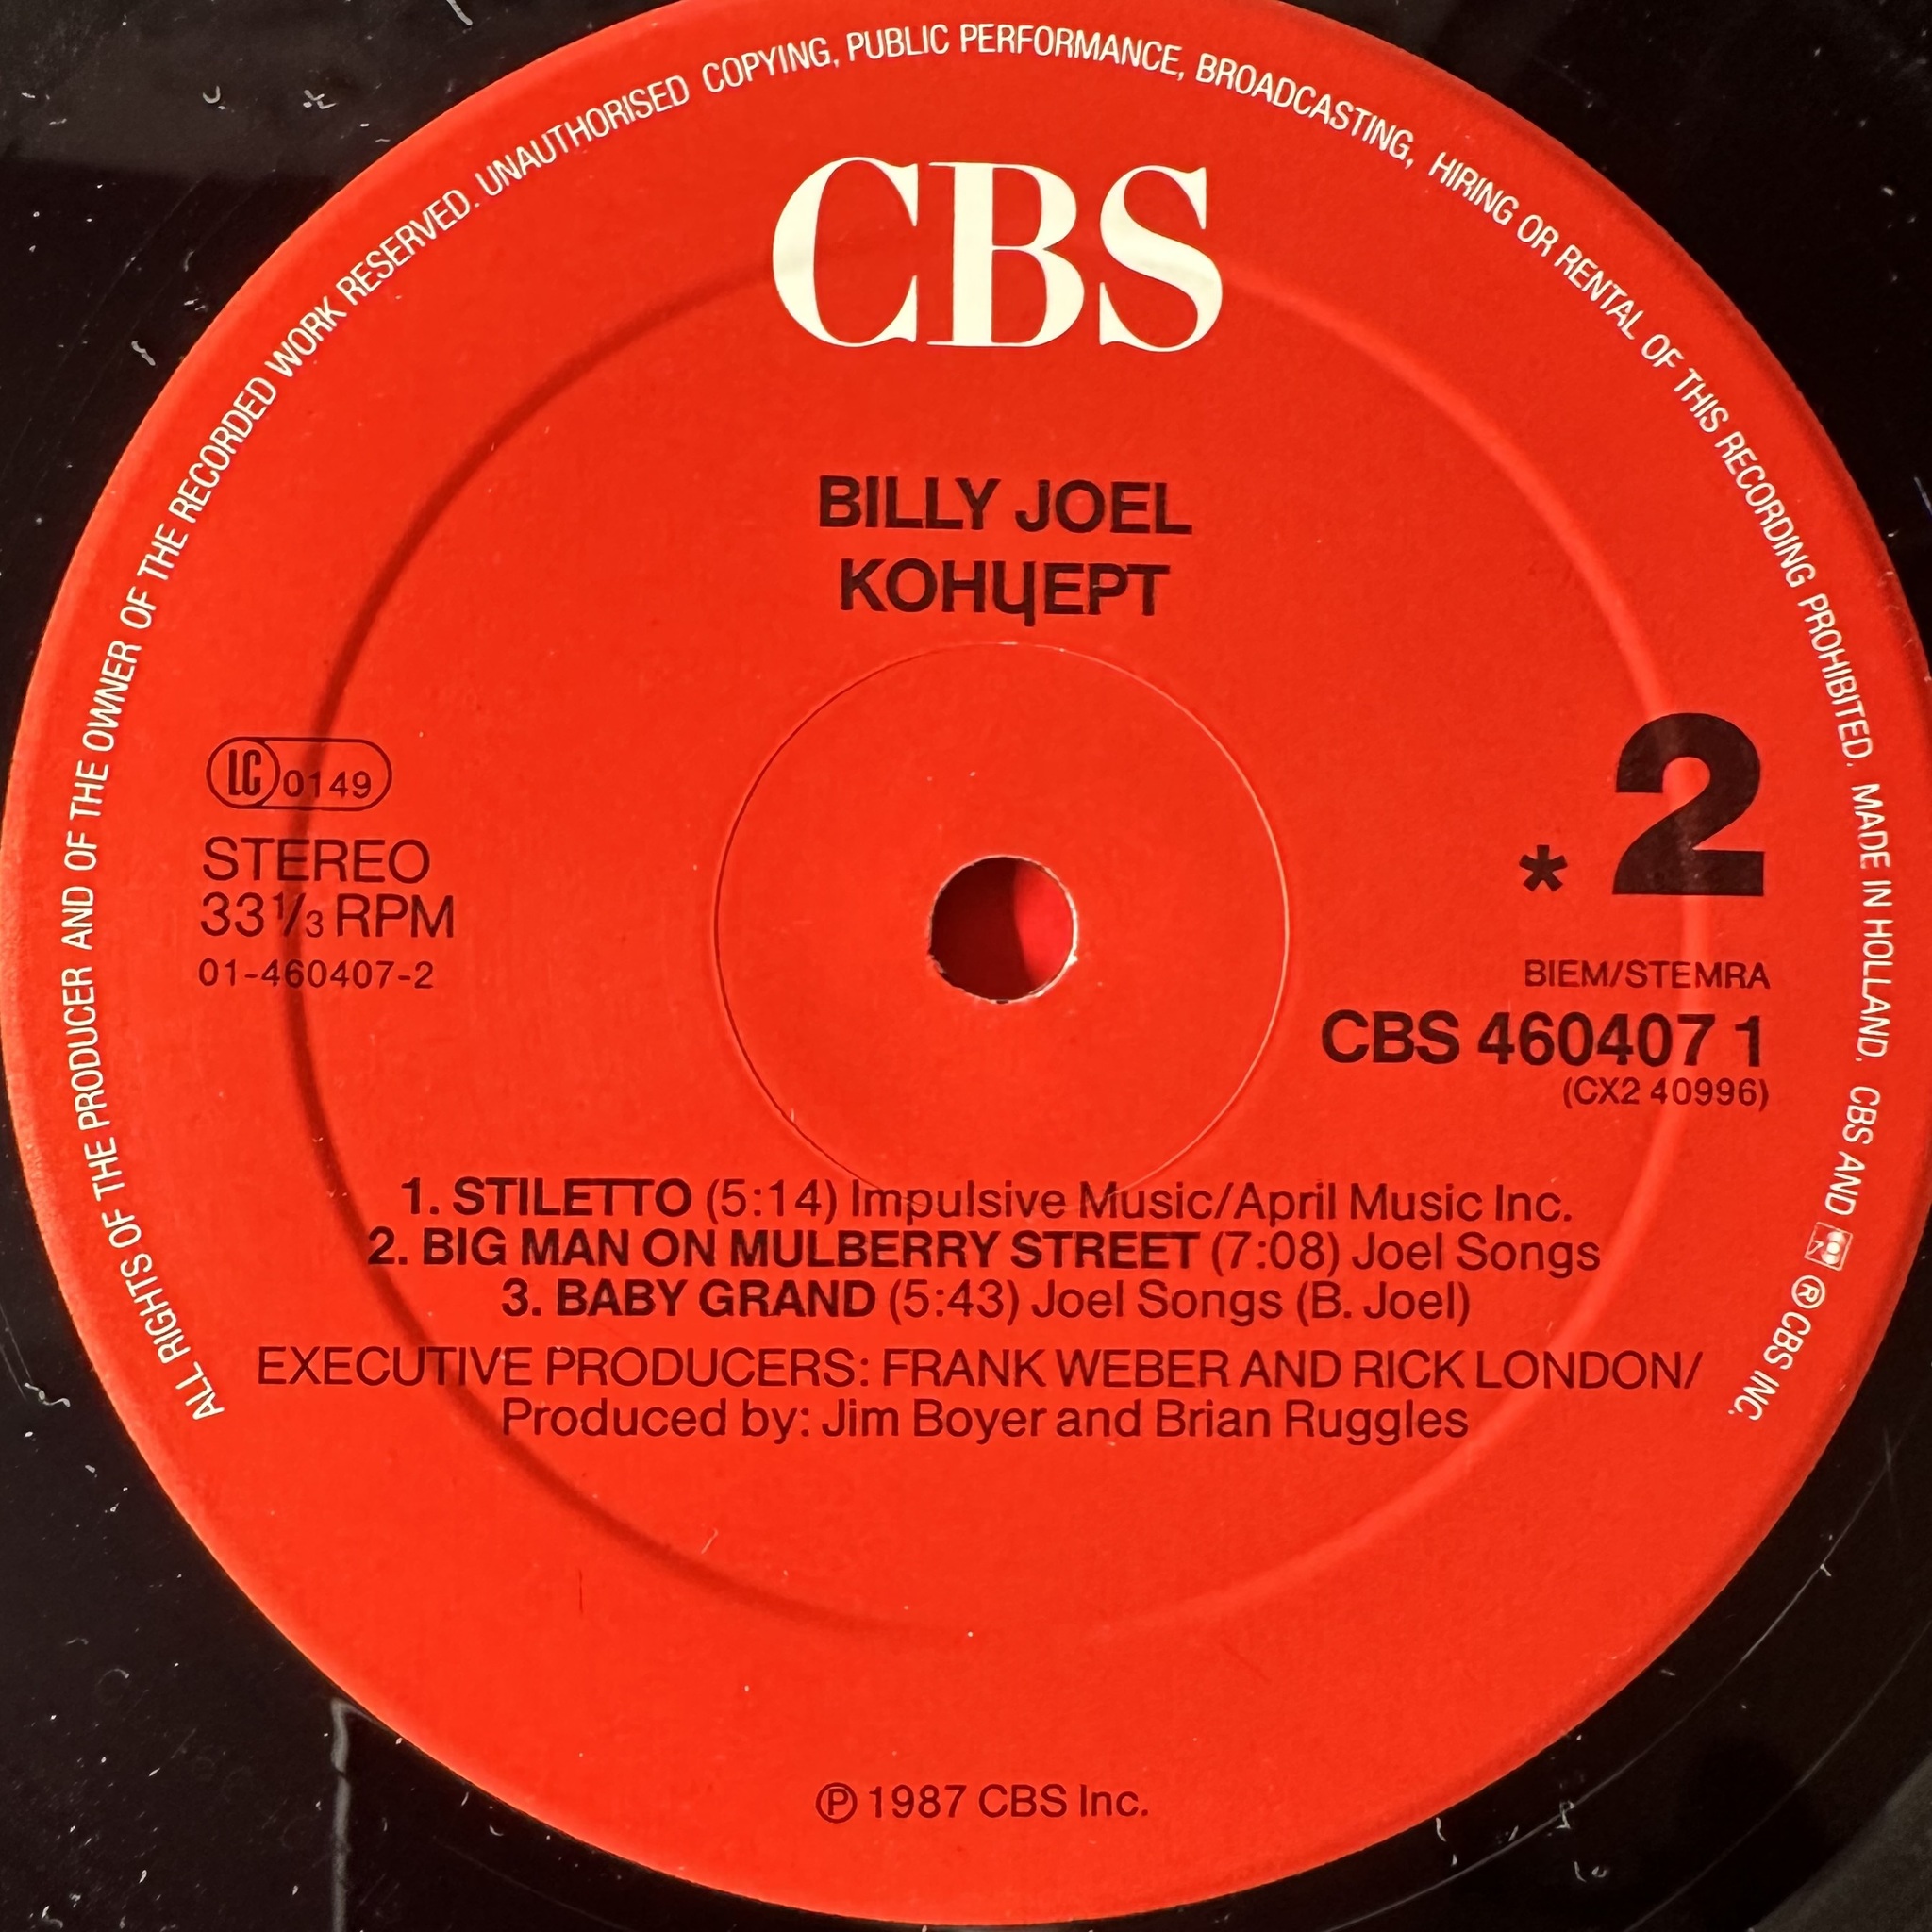 ALL RIGHTS OF THE PRODUCER AND OF THE OWNER OF THE RECORDED WORK RESERVED. UNAUTHORISED COPYING, PUBLIC PERFORMANCE, BROADCASTING, HIRING OR RENTAL OF THIS RECORDING PROHIBITED. MADE IN HOLLAND. CBS AND ® CBS INC.
CBS
BILLY JOEL
КОНЦЕРТ
LC 0149
STEREO
33⅓ RPM
01-460407-2
* 2
BIEM/STEMRA
CBS 460407 1
(CX2 40996)
1. STILETTO (5:14) Impulsive Music/April Music Inc.
2. BIG MAN ON MULBERRY STREET (7:08) Joel Songs
3. BABY GRAND (5:43) Joel Songs (B. Joel)
EXECUTIVE PRODUCERS: FRANK WEBER AND RICK LONDON/
Produced by: Jim Boyer and Brian Ruggles
℗ 1987 CBS Inc.